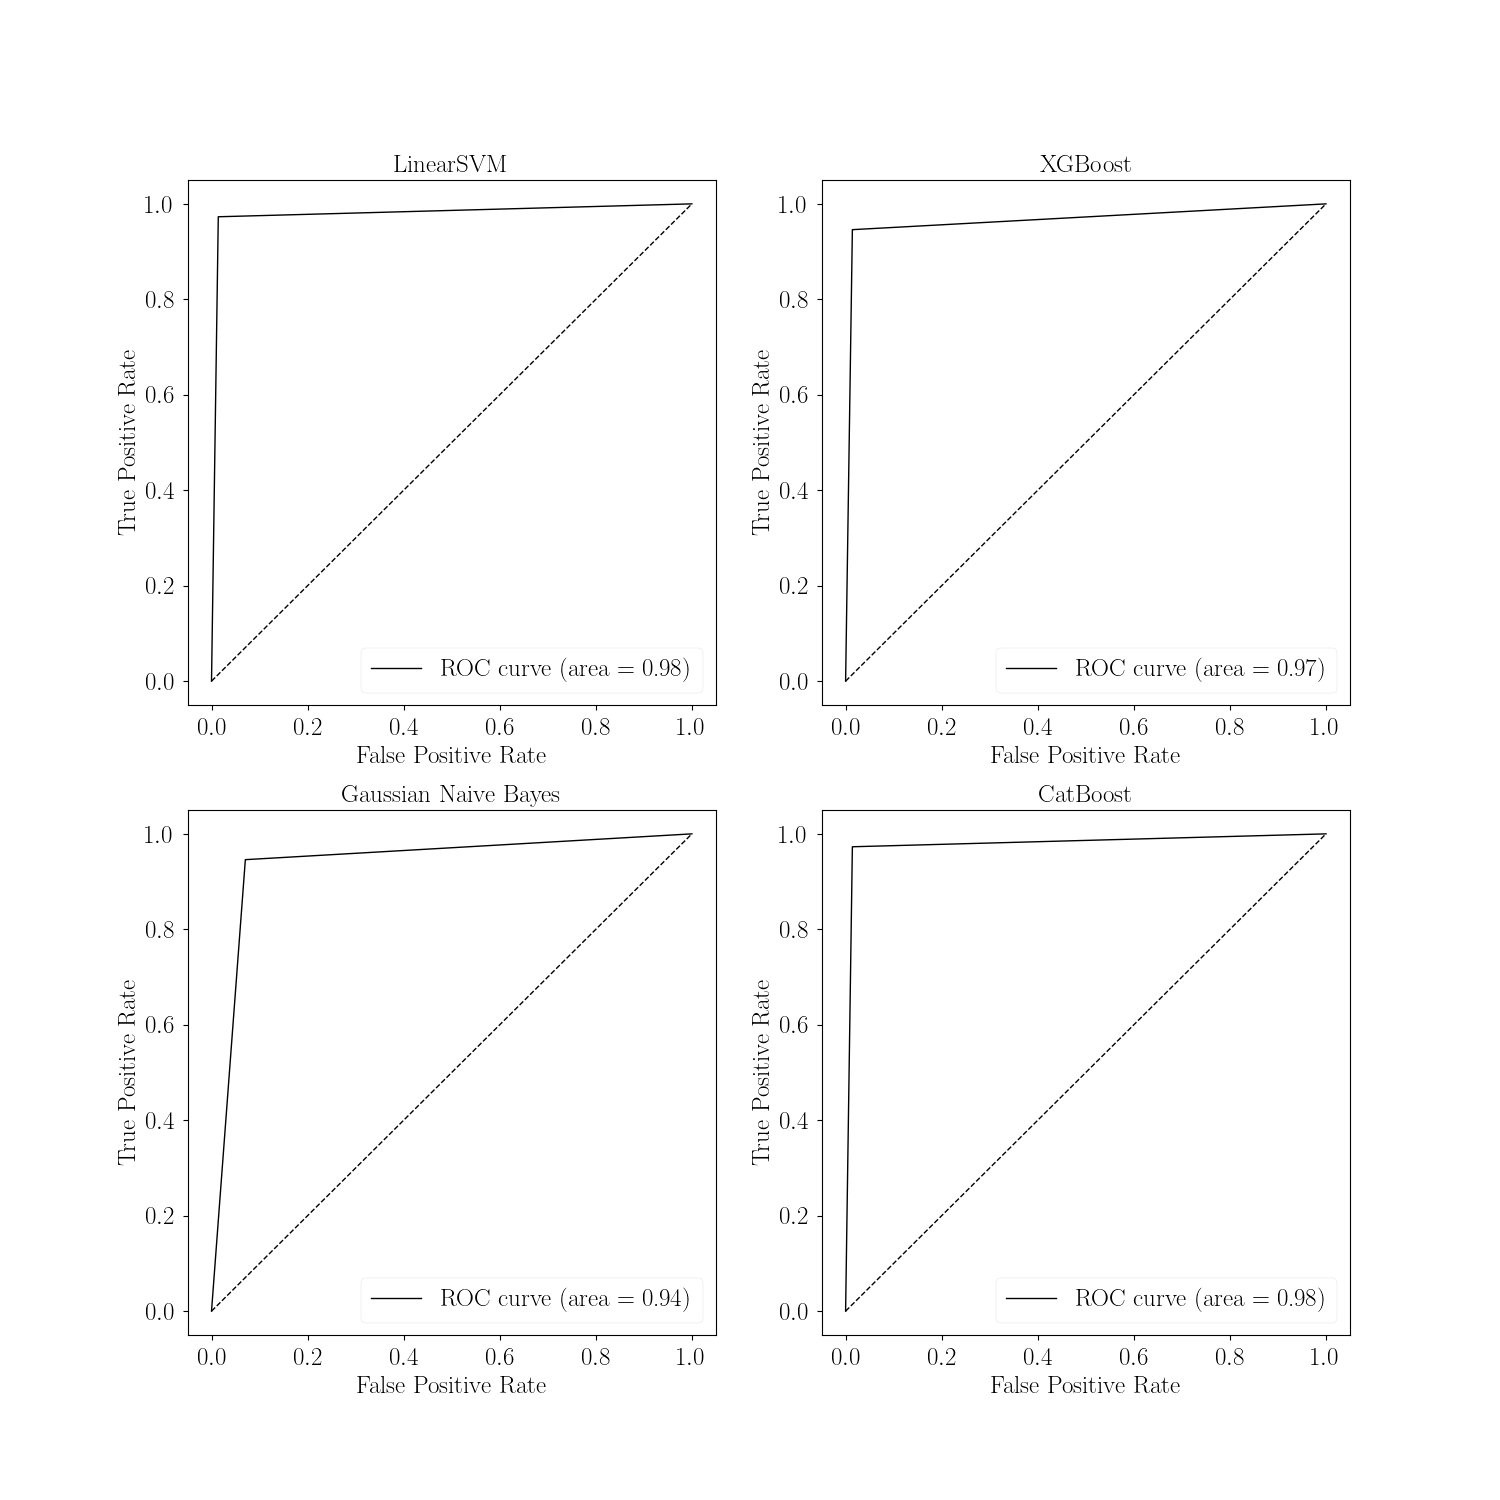 LinearSVM
1.0
0.8
0.6
0.4
0.2
0.0
True Positive Rate
ROC curve (area = 0.98)
0.0 0.2 0.4 0.6 0.8 1.0
False Positive Rate
XGBoost
1.0
0.8
0.6
0.4
0.2
0.0
True Positive Rate
ROC curve (area = 0.97)
0.0 0.2 0.4 0.6 0.8 1.0
False Positive Rate
Gaussian Naive Bayes
1.0
0.8
0.6
0.4
0.2
0.0
True Positive Rate
ROC curve (area = 0.94)
0.0 0.2 0.4 0.6 0.8 1.0
False Positive Rate
CatBoost
1.0
0.8
0.6
0.4
0.2
0.0
True Positive Rate
ROC curve (area = 0.98)
0.0 0.2 0.4 0.6 0.8 1.0
False Positive Rate